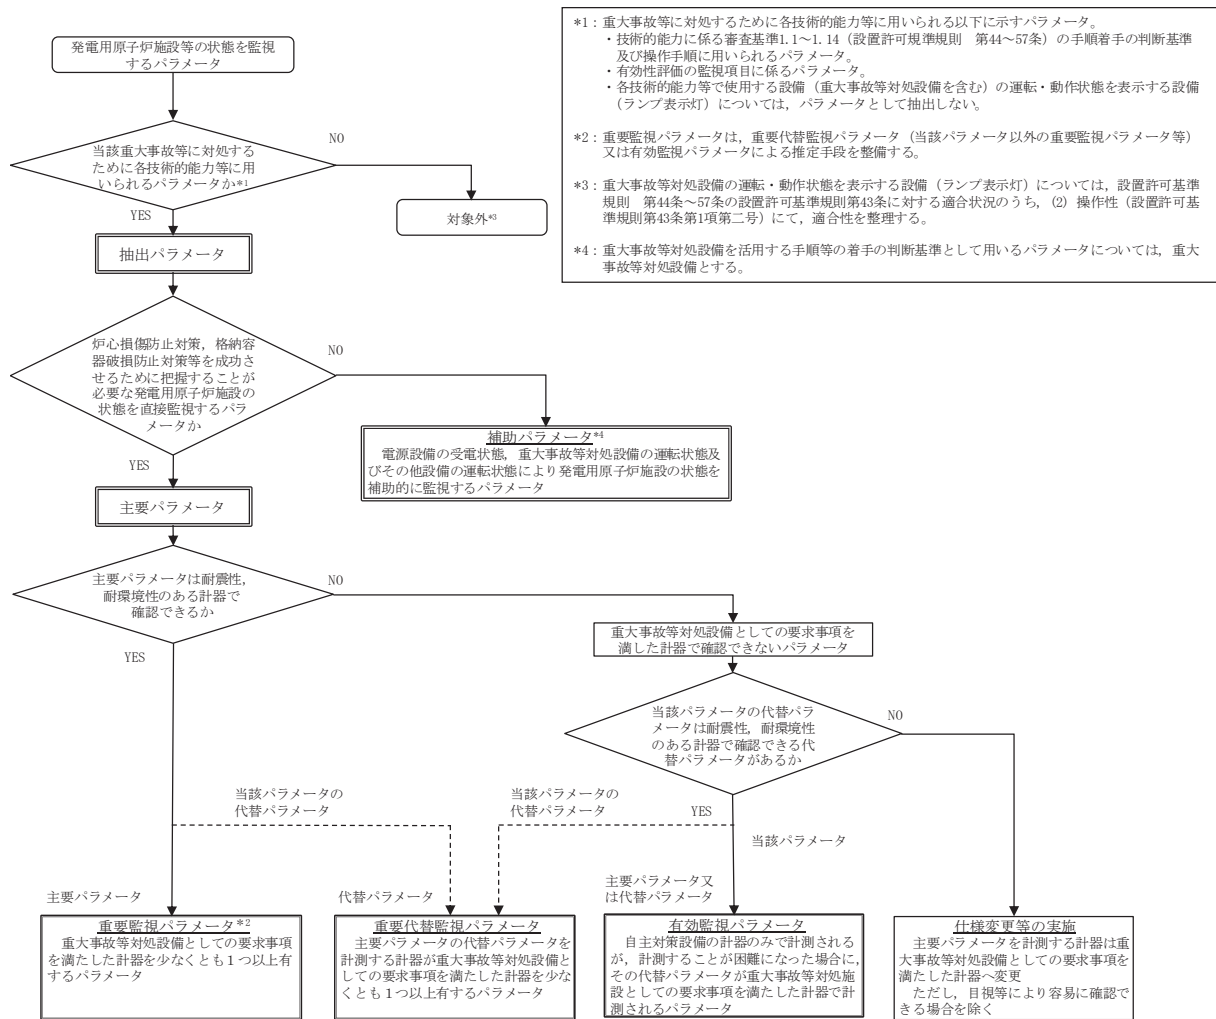 発電用原子炉施設等の状態を監視
するパラメータ
*1：重大事故等に対処するために各技術的能力等に用いられる以下に示すパラメータ。
・技術的能力に係る審査基準1.1～1.14（設置許可規準規則　第44～57条）の手順着手の判断基準
及び操作手順に用いられるパラメータ。
・有効性評価の監視項目に係るパラメータ。
・各技術的能力等で使用する設備（重大事故等対処設備を含む）の運転・動作状態を表示する設備
（ランプ表示灯）については，パラメータとして抽出しない。
*2：重要監視パラメータは，重要代替監視パラメータ（当該パラメータ以外の重要監視パラメータ等）
又は有効監視パラメータによる推定手段を整備する。
*3：重大事故等対処設備の運転・動作状態を表示する設備（ランプ表示灯）については，設置許可基準
規則　第44条～57条の設置許可基準規則第43条に対する適合状況のうち，(2) 操作性（設置許可基
準規則第43条第1項第二号）にて，適合性を整理する。
*4：重大事故等対処設備を活用する手順等の着手の判断基準として用いるパラメータについては，重大
事故等対処設備とする。
当該重大事故等に対処する
ために各技術的能力等に用
いられるパラメータか*1
NO
YES
対象外*3
抽出パラメータ
炉心損傷防止対策，格納容
器破損防止対策等を成功さ
せるために把握することが
必要な発電用原子炉施設の
状態を直接監視するパラ
メータか
NO
YES
補助パラメータ*4
電源設備の受電状態，重大事故等対処設備の運転状態及
びその他設備の運転状態により発電用原子炉施設の状態を
補助的に監視するパラメータ
主要パラメータ
主要パラメータは耐震性，
耐環境性のある計器で
確認できるか
NO
YES
重大事故等対処設備としての要求事項を
満した計器で確認できないパラメータ
当該パラメータの代替パラ
メータは耐震性，耐環境性
のある計器で確認できる代
替パラメータがあるか
NO
YES
当該パラメータの
代替パラメータ
当該パラメータの
代替パラメータ
当該パラメータ
主要パラメータ
代替パラメータ
主要パラメータ又
は代替パラメータ
重要監視パラメータ*2
重大事故等対処設備としての要求事項
を満たした計器を少なくとも１つ以上有
するパラメータ
重要代替監視パラメータ
主要パラメータの代替パラメータを
計測する計器が重大事故等対処設備と
しての要求事項を満たした計器を少な
くとも１つ以上有するパラメータ
有効監視パラメータ
自主対策設備の計器のみで計測される
が，計測することが困難になった場合に，
その代替パラメータが重大事故等対処施
設としての要求事項を満たした計器で計
測されるパラメータ
仕様変更等の実施
主要パラメータを計測する計器は重
大事故等対処設備としての要求事項を
満たした計器へ変更
ただし，目視等により容易に確認で
きる場合を除く